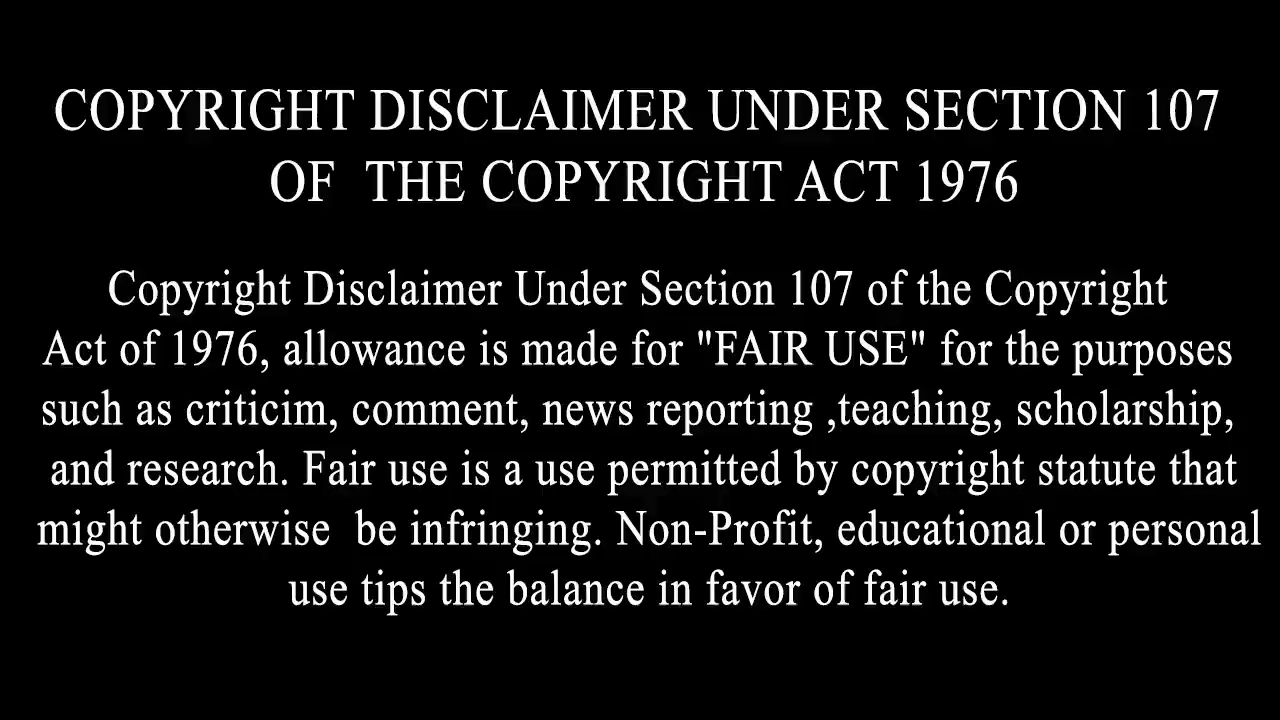 COPYRIGHT DISCLAIMER UNDER SECTION 107
OF THE COPYRIGHT ACT 1976
Copyright Disclaimer Under Section 107 of the Copyright
Act of 1976, allowance is made for "FAIR USE" for the purposes
such as criticim, comment, news reporting ,teaching, scholarship,
and research. Fair use is a use permitted by copyright statute that
might otherwise be infringing. Non-Profit, educational or personal
use tips the balance in favor of fair use.